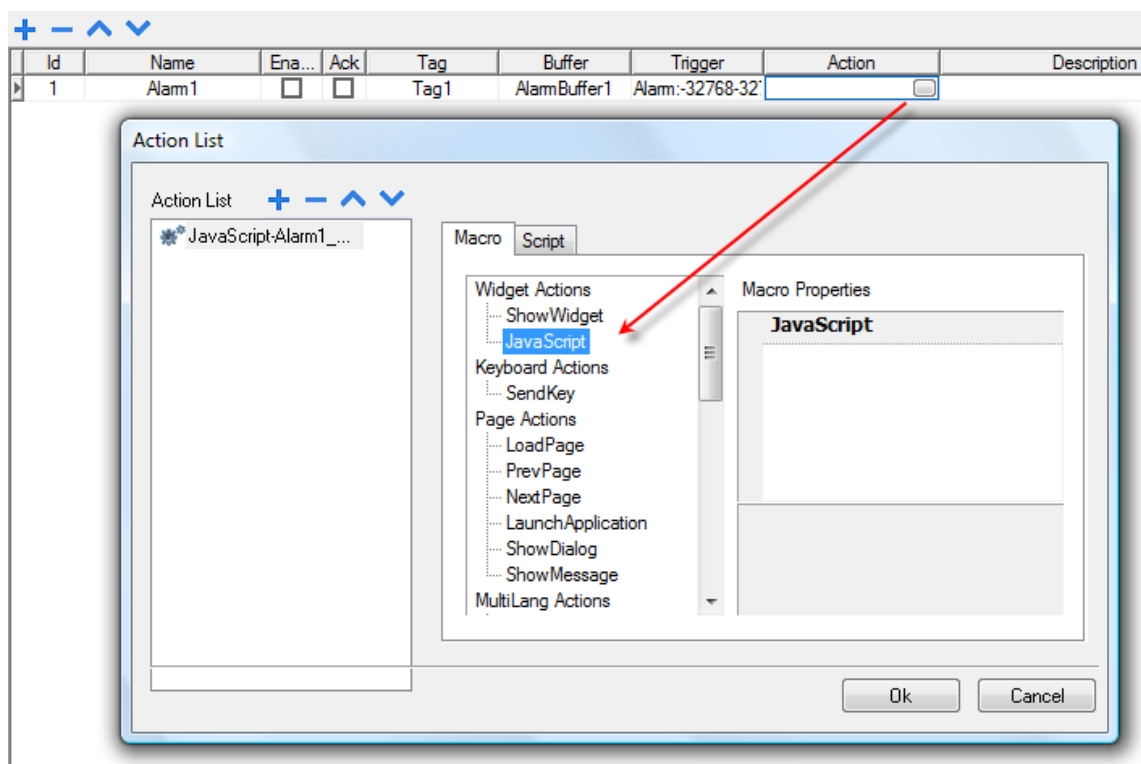 Id Name Ena... Ack Tag Buffer Trigger Action Description
1 Alarm1 Tag1 AlarmBuffer1 Alarm:-32768-32
Action List
Action List
JavaScript-Alarm1_...
Macro Script
Widget Actions
ShowWidget
JavaScript
Keyboard Actions
SendKey
Page Actions
LoadPage
PrevPage
NextPage
LaunchApplication
ShowDialog
ShowMessage
MultiLang Actions
Macro Properties
JavaScript
Ok Cancel